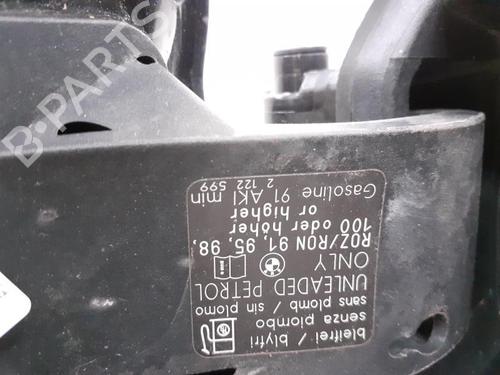 bleifrei / blyfri
senza piombo
sans plomb / sin plomo
UNLEADED PETROL
ONLY
ROZ/RON 91, 95, 98,
100 oder höher
or higher
Gasoline 91 AKI min
2 122 599
B-PARTS